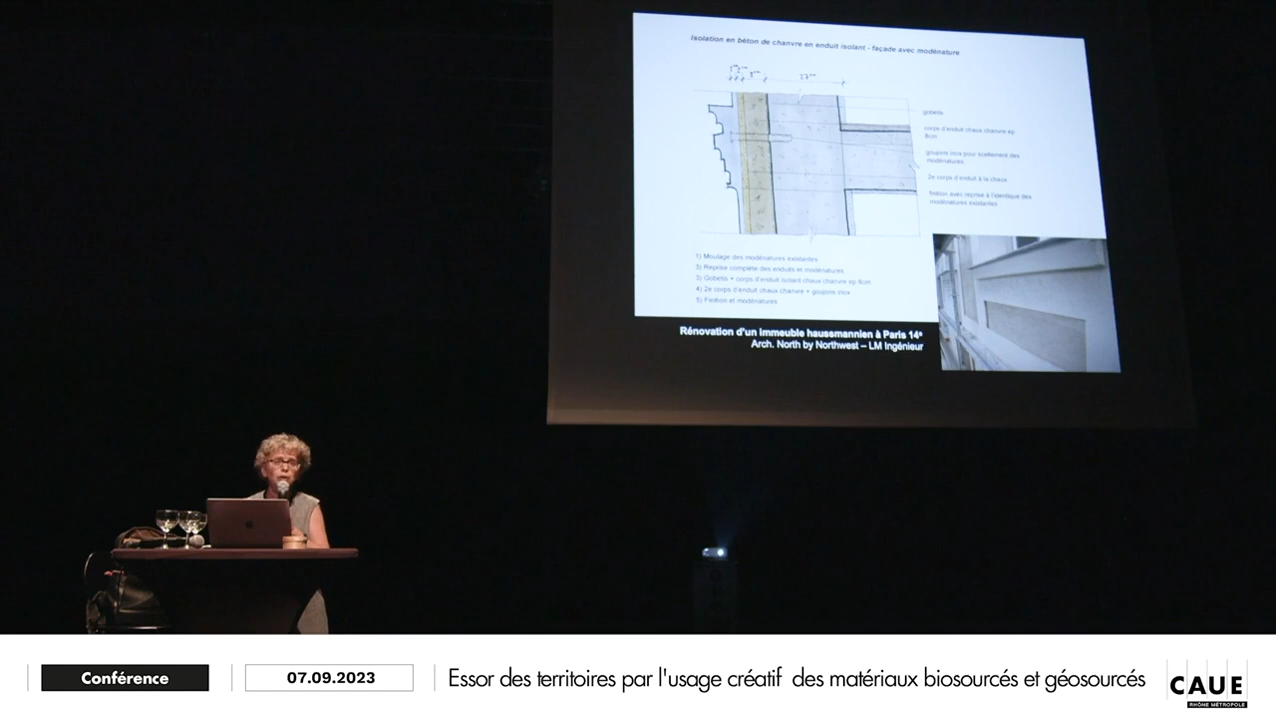 Isolation en béton de chanvre en enduit isolant - façade avec modénature
gobetis
corps d'enduit chaux chanvre ep
8cm
goujons inox pour scellement des
modénatures
2e corps d'enduit à la chaux
finition avec reprise à l'identique des
modénatures existantes
1) Moulage des modénatures existantes
2) Reprise complète des enduits et modénatures
3) Gobetis + corps d'enduit isolant chaux chanvre ep 8cm
4) 2e corps d'enduit chaux chanvre + goujons inox
5) Finition et modénatures
Rénovation d'un immeuble haussmannien à Paris 14e
Arch. North by Northwest – LM Ingénieur
Conférence
07.09.2023
Essor des territoires par l'usage créatif des matériaux biosourcés et géosourcés
CAUE
RHÔNE MÉTROPOLE